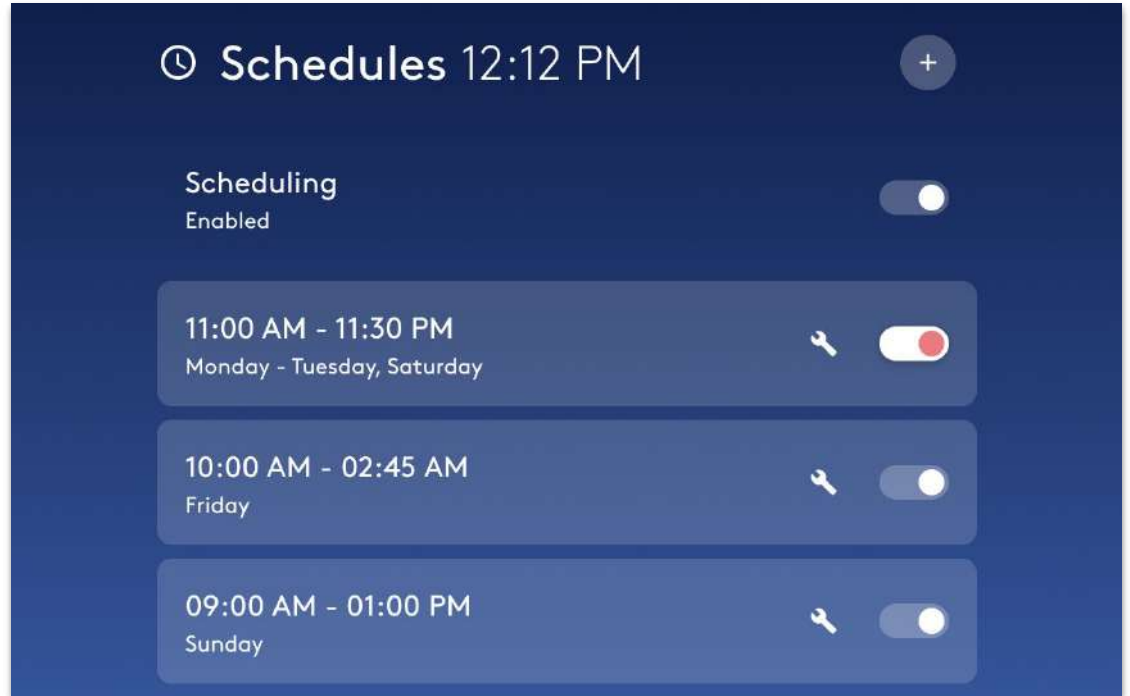 Schedules 12:12 PM
+
Scheduling
Enabled
11:00 AM - 11:30 PM
Monday - Tuesday, Saturday
10:00 AM - 02:45 AM
Friday
09:00 AM - 01:00 PM
Sunday